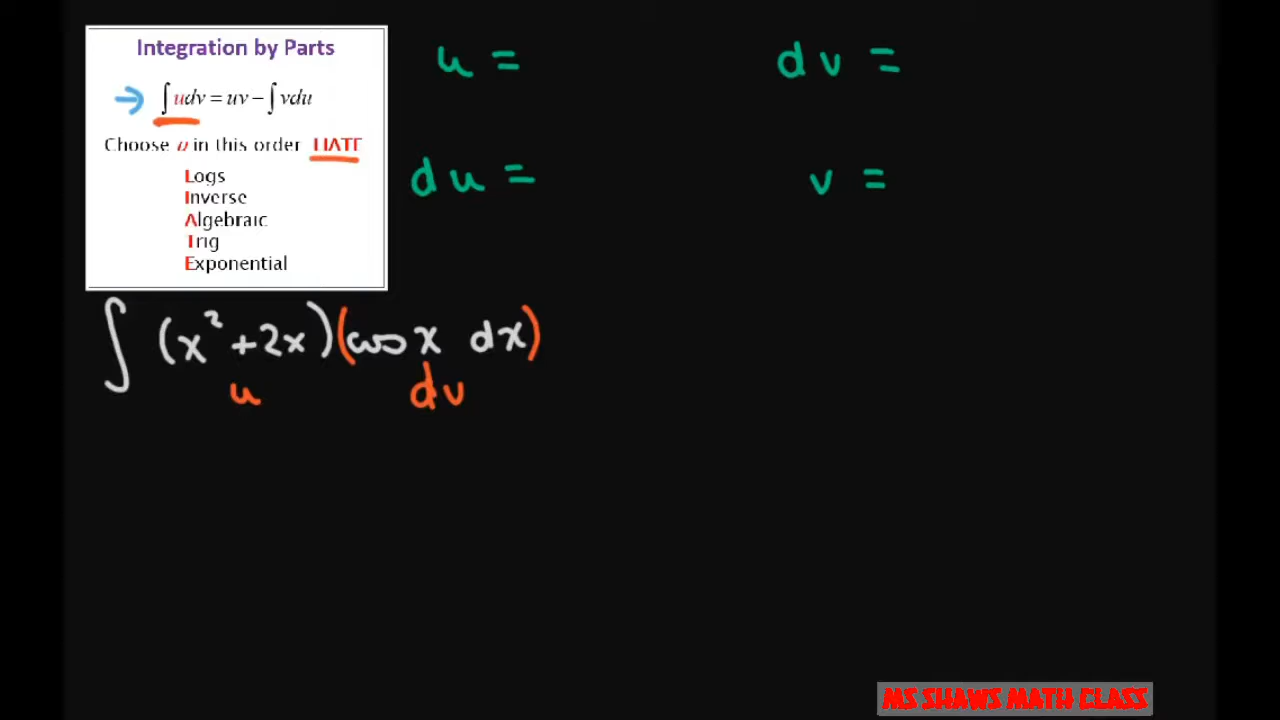 Integration by Parts
∫udv = uv − ∫vdu
Choose u in this order LIATE
Logs
Inverse
Algebraic
Trig
Exponential
u =
dv =
du =
v =
∫ (x² + 2x)(cos x dx)
u
dv
MS SHAWS MATH CLASS